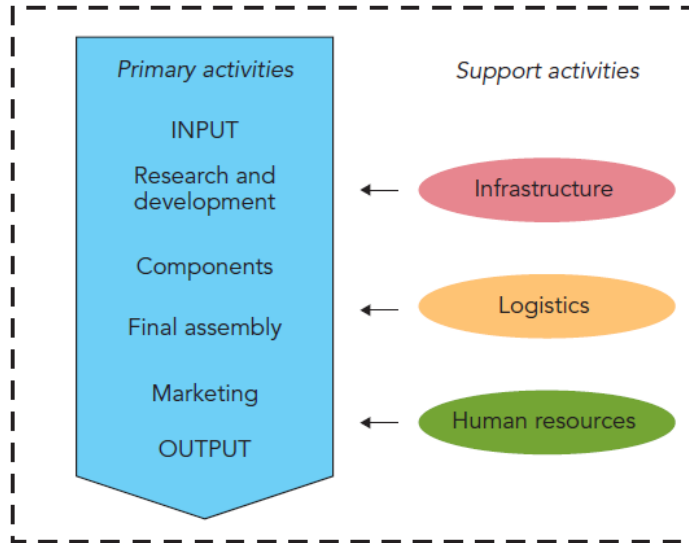 Primary activities
Support activities
INPUT
Research and
development
Infrastructure
Components
Logistics
Final assembly
Marketing
Human resources
OUTPUT